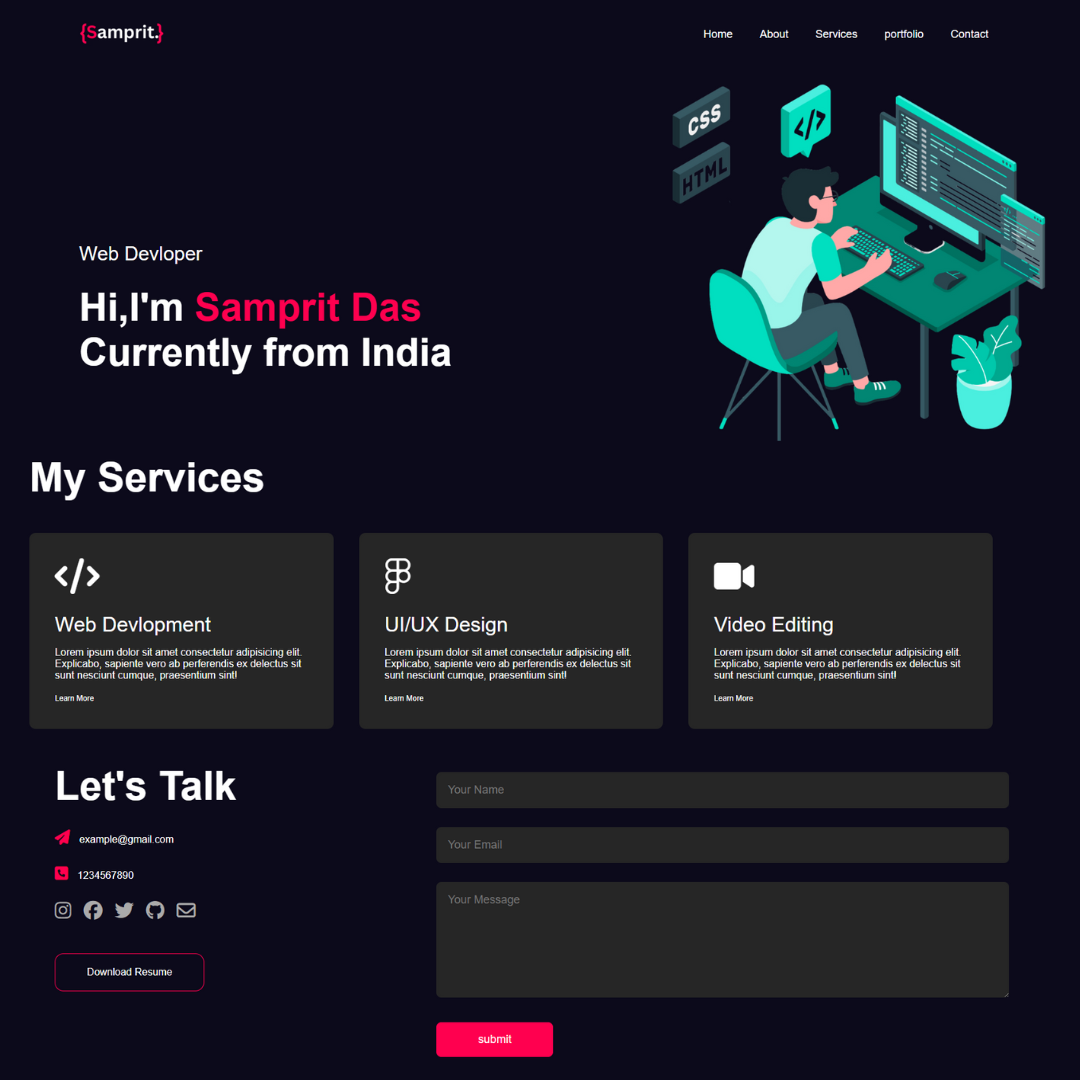 {Samprit.}
Home About Services portfolio Contact
CSS
</>
HTML
Web Devloper
Hi,I'm Samprit Das
Currently from India
My Services
Web Devlopment
Lorem ipsum dolor sit amet consectetur adipisicing elit.
Explicabo, sapiente vero ab perferendis ex delectus sit
sunt nesciunt cumque, praesentium sint!
Learn More
UI/UX Design
Lorem ipsum dolor sit amet consectetur adipisicing elit.
Explicabo, sapiente vero ab perferendis ex delectus sit
sunt nesciunt cumque, praesentium sint!
Learn More
Video Editing
Lorem ipsum dolor sit amet consectetur adipisicing elit.
Explicabo, sapiente vero ab perferendis ex delectus sit
sunt nesciunt cumque, praesentium sint!
Learn More
Let's Talk
example@gmail.com
1234567890
Download Resume
Your Name
Your Email
Your Message
submit